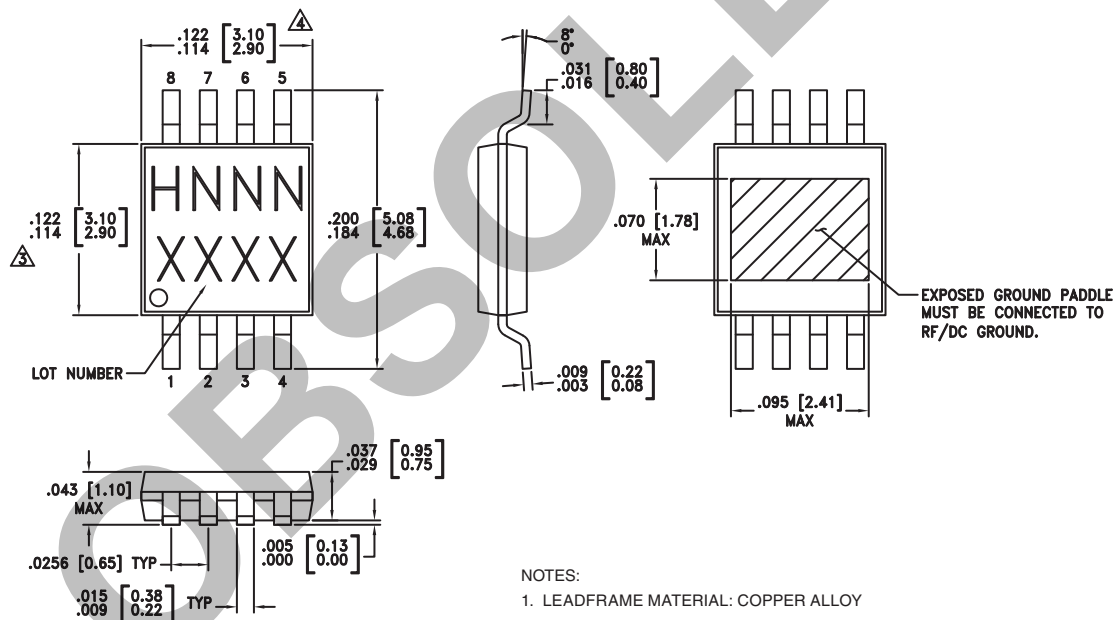 .122 [3.10]
.114 [2.90]
4
8 7 6 5
HNNN
XXXX
.122 [3.10]
.114 [2.90]
3
.200 [5.08]
.184 [4.68]
LOT NUMBER
1 2 3 4
8°
0°
.031 [0.80]
.016 [0.40]
.009 [0.22]
.003 [0.08]
.070 [1.78]
MAX
EXPOSED GROUND PADDLE
MUST BE CONNECTED TO
RF/DC GROUND.
.095 [2.41]
MAX
.037 [0.95]
.029 [0.75]
.043 [1.10]
MAX
.005 [0.13]
.000 [0.00]
.0256 [0.65] TYP
.015 [0.38]
.009 [0.22] TYP
NOTES:
1. LEADFRAME MATERIAL: COPPER ALLOY
OBSOLE